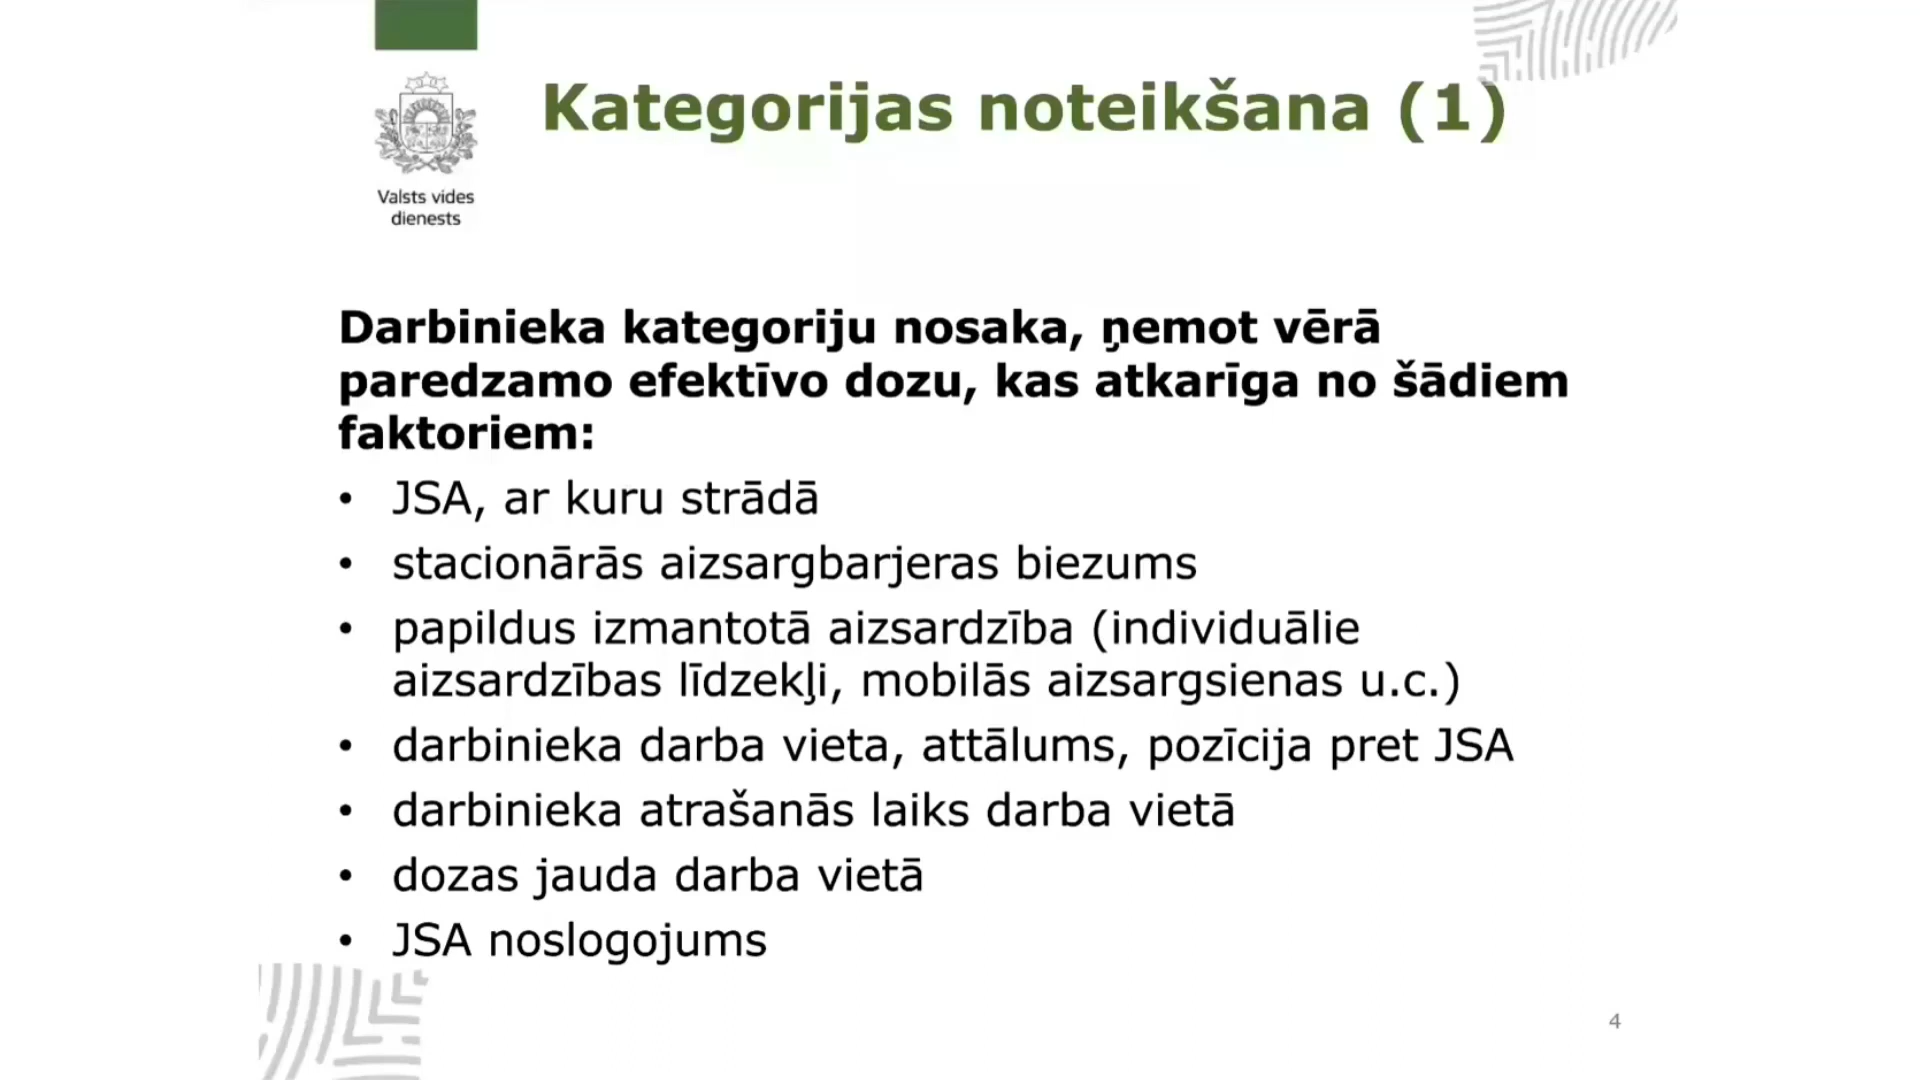 Kategorijas noteikšana (1)
Valsts vides
dienests
Darbinieka kategoriju nosaka, ņemot vērā
paredzamo efektīvo dozu, kas atkarīga no šādiem
faktoriem:
• JSA, ar kuru strādā
• stacionārās aizsargbarjeras biezums
• papildus izmantotā aizsardzība (individuālie
aizsardzības līdzekļi, mobilās aizsargsienas u.c.)
• darbinieka darba vieta, attālums, pozīcija pret JSA
• darbinieka atrašanās laiks darba vietā
• dozas jauda darba vietā
• JSA noslogojums
4